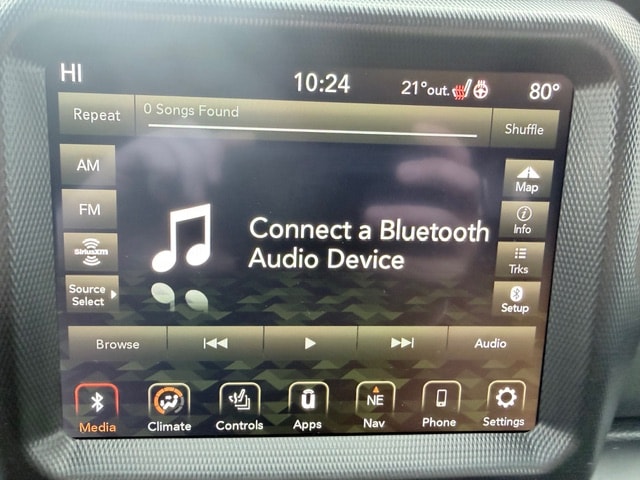 HI 10:24 21°out. 80°
Repeat 0 Songs Found Shuffle
AM
FM
SiriusXM
Source
Select
Connect a Bluetooth
Audio Device
Map
i
Info
Trks
Setup
Browse Audio
NE
Media Climate Controls Apps Nav Phone Settings